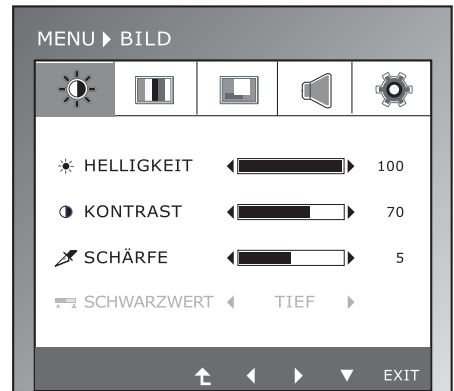 MENU ▶ BILD
HELLIGKEIT 100
KONTRAST 70
SCHÄRFE 5
SCHWARZWERT TIEF
EXIT